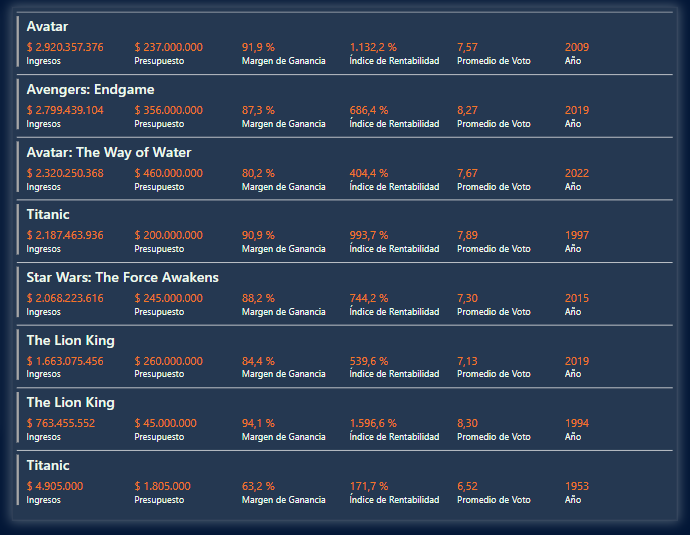 Avatar
$ 2.920.357.376 $ 237.000.000 91,9 % 1.132,2 % 7,57 2009
Ingresos Presupuesto Margen de Ganancia Índice de Rentabilidad Promedio de Voto Año
Avengers: Endgame
$ 2.799.439.104 $ 356.000.000 87,3 % 686,4 % 8,27 2019
Ingresos Presupuesto Margen de Ganancia Índice de Rentabilidad Promedio de Voto Año
Avatar: The Way of Water
$ 2.320.250.368 $ 460.000.000 80,2 % 404,4 % 7,67 2022
Ingresos Presupuesto Margen de Ganancia Índice de Rentabilidad Promedio de Voto Año
Titanic
$ 2.187.463.936 $ 200.000.000 90,9 % 993,7 % 7,89 1997
Ingresos Presupuesto Margen de Ganancia Índice de Rentabilidad Promedio de Voto Año
Star Wars: The Force Awakens
$ 2.068.223.616 $ 245.000.000 88,2 % 744,2 % 7,30 2015
Ingresos Presupuesto Margen de Ganancia Índice de Rentabilidad Promedio de Voto Año
The Lion King
$ 1.663.075.456 $ 260.000.000 84,4 % 539,6 % 7,13 2019
Ingresos Presupuesto Margen de Ganancia Índice de Rentabilidad Promedio de Voto Año
The Lion King
$ 763.455.552 $ 45.000.000 94,1 % 1.596,6 % 8,30 1994
Ingresos Presupuesto Margen de Ganancia Índice de Rentabilidad Promedio de Voto Año
Titanic
$ 4.905.000 $ 1.805.000 63,2 % 171,7 % 6,52 1953
Ingresos Presupuesto Margen de Ganancia Índice de Rentabilidad Promedio de Voto Año